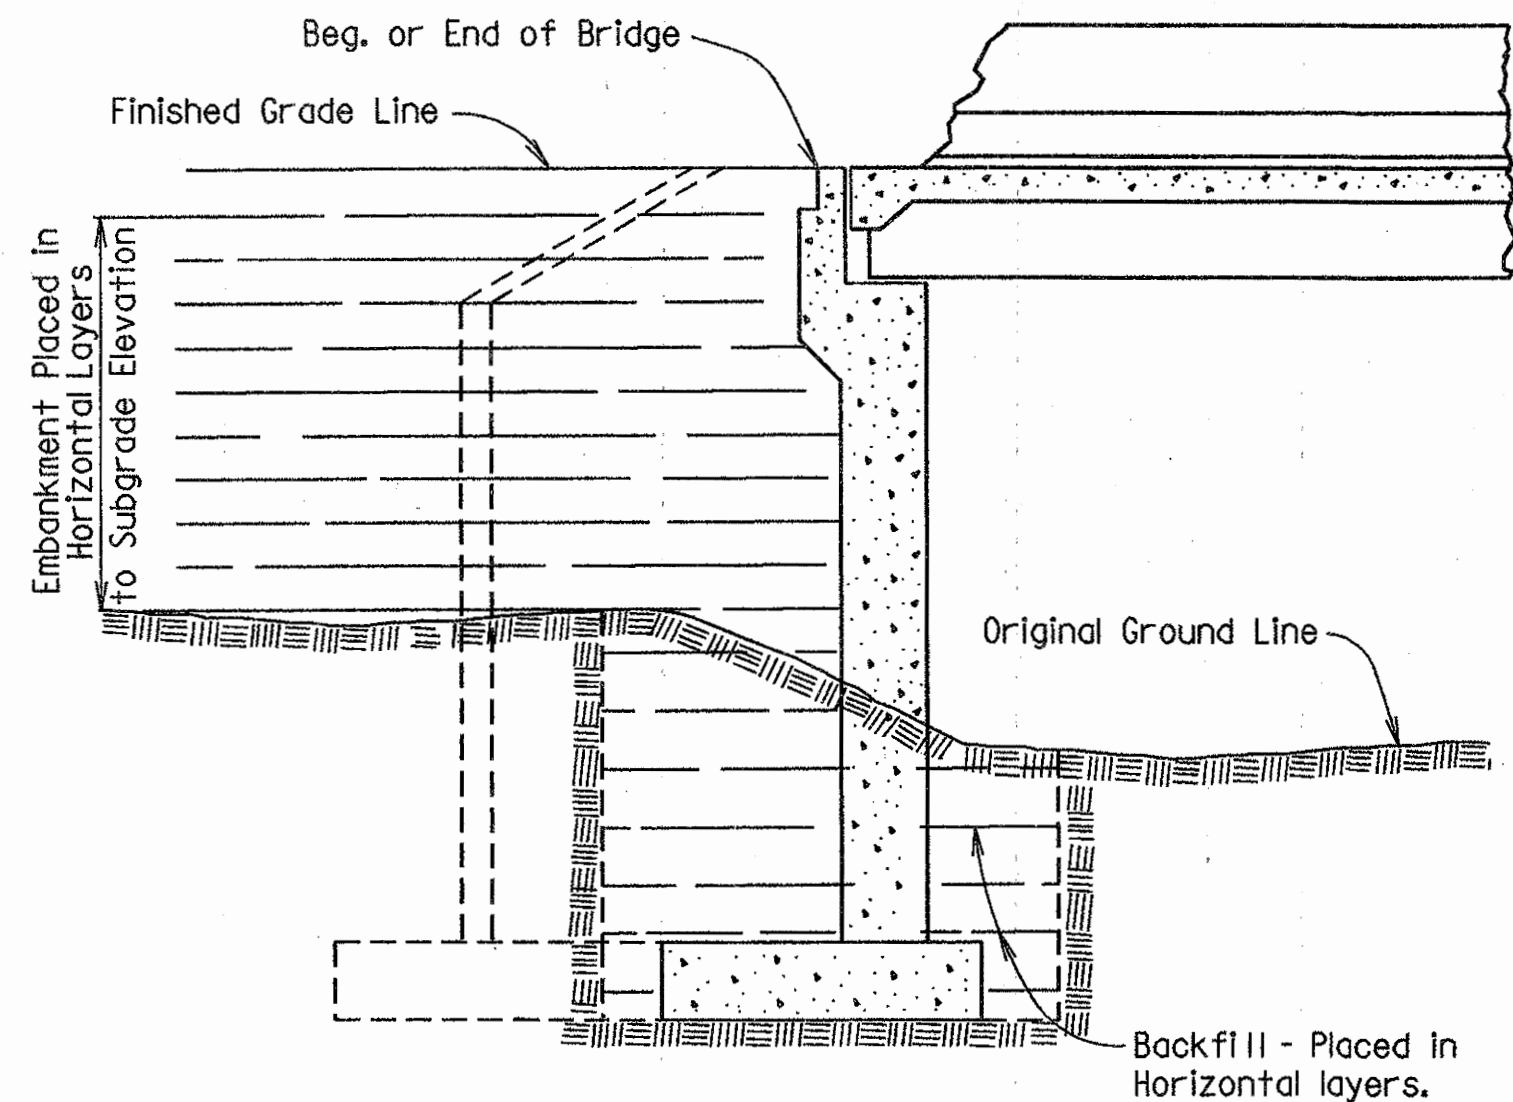 Beg. or End of Bridge
Finished Grade Line
Embankment Placed in
Horizontal Layers
to Subgrade Elevation
Original Ground Line
Backfill - Placed in
Horizontal layers.